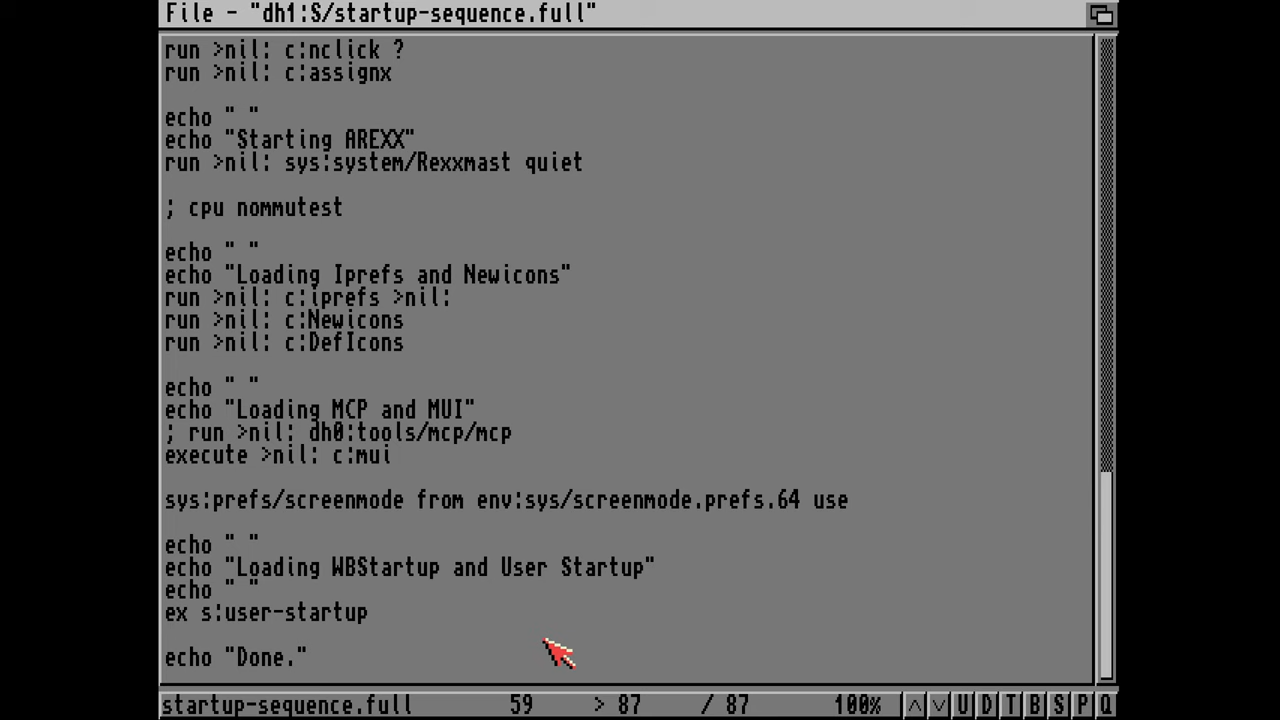 File - "dh1:S/startup-sequence.full"
run >nil: c:nclick ?
run >nil: c:assignx
echo " "
echo "Starting AREXX"
run >nil: sys:system/Rexxmast quiet
; cpu nommutest
echo " "
echo "Loading Iprefs and Newicons"
run >nil: c:iprefs >nil:
run >nil: c:Newicons
run >nil: c:DefIcons
echo " "
echo "Loading MCP and MUI"
; run >nil: dh0:tools/mcp/mcp
execute >nil: c:mui
sys:prefs/screenmode from env:sys/screenmode.prefs.64 use
echo " "
echo "Loading WBStartup and User Startup"
echo " "
ex s:user-startup
echo "Done."
startup-sequence.full 59 > 87 / 87 100% ^ v U D T B S P Q